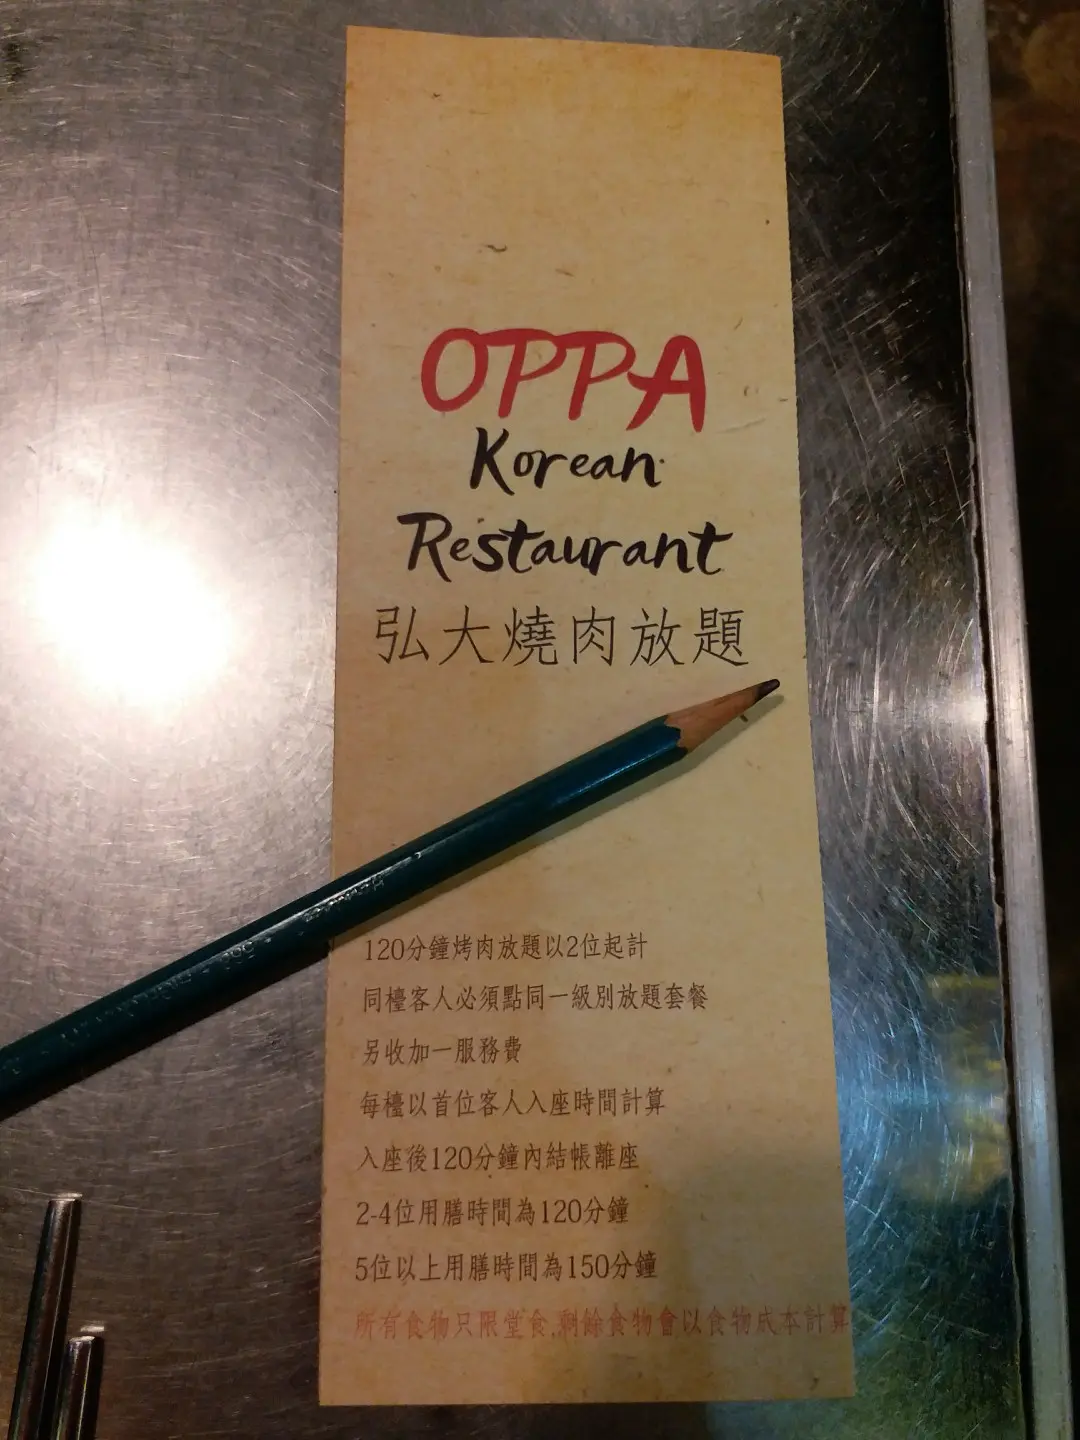 OPPA
Korean
Restaurant
弘大燒肉放題
120分鐘烤肉放題以2位起計
同檯客人必須點同一級別放題套餐
另收加一服務費
每檯以首位客人入座時間計算
入座後120分鐘內結帳離座
2-4位用膳時間為120分鐘
5位以上用膳時間為150分鐘
所有食物只限堂食,剩餘食物會以食物成本計算